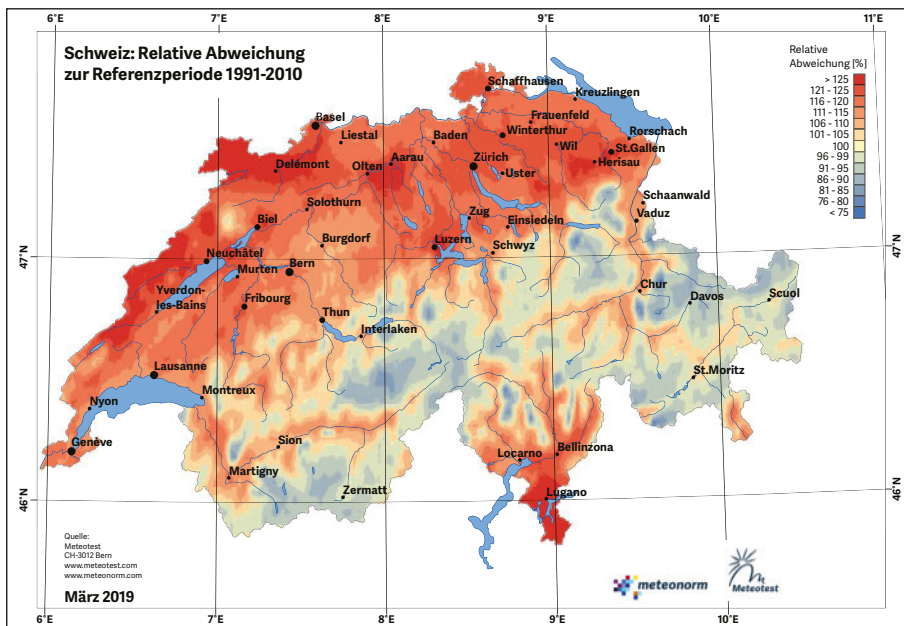 6°E 7°E 8°E 9°E 10°E 11°E
Schweiz: Relative Abweichung
zur Referenzperiode 1991-2010
Relative
Abweichung [%]
> 125
121 - 125
116 - 120
111 - 115
106 - 110
101 - 105
100
96 - 99
91 - 95
86 - 90
81 - 85
76 - 80
< 75
Schaffhausen
Kreuzlingen
Basel
Frauenfeld
Liestal
Baden
Winterthur
Rorschach
Wil
St.Gallen
Delémont
Olten
Aarau
Zürich
Herisau
Uster
Schaanwald
Solothurn
Biel
Zug
Einsiedeln
Vaduz
Burgdorf
Luzern
Schwyz
47°N
47°N
Neuchâtel
Bern
Murten
Yverdon-
les-Bains
Fribourg
Chur
Davos
Scuol
Thun
Interlaken
Lausanne
St.Moritz
Montreux
Nyon
Genève
Sion
Locarno
Bellinzona
Martigny
Zermatt
Lugano
46°N
46°N
Quelle:
Meteotest
CH-3012 Bern
www.meteotest.com
www.meteonorm.com
März 2019
meteonorm
Meteotest
6°E 7°E 8°E 9°E 10°E